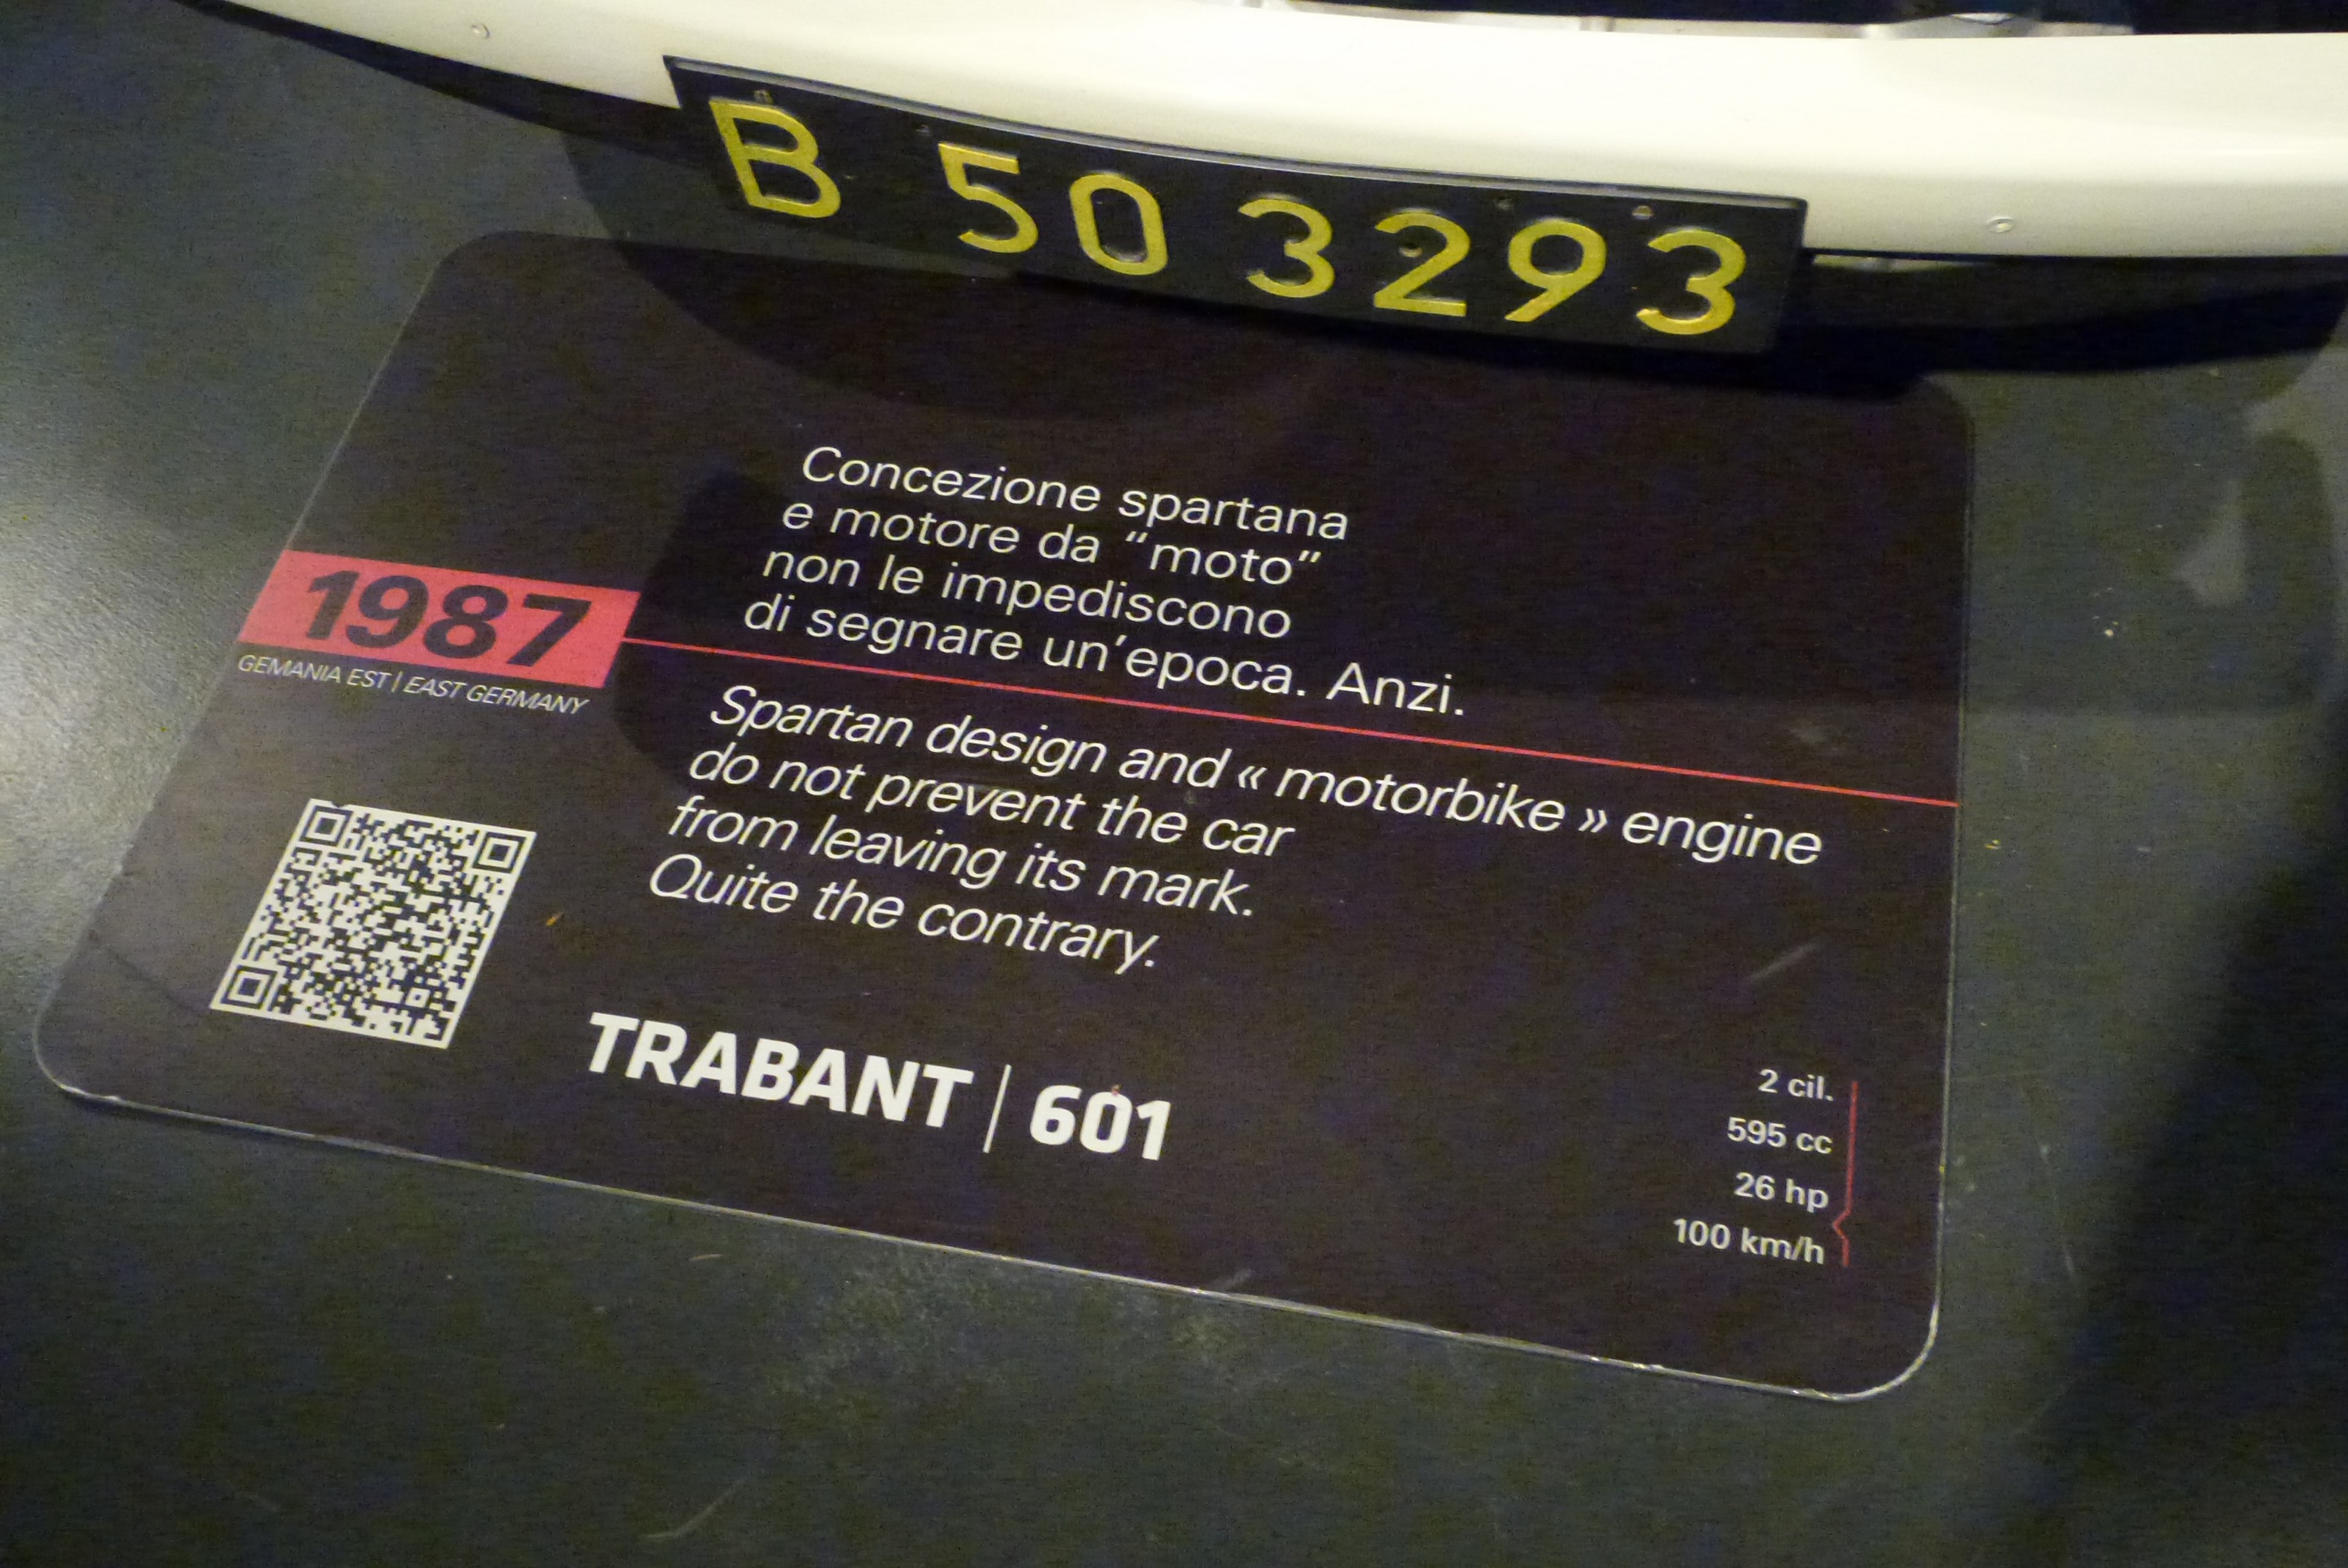 B 50 3293
Concezione spartana
e motore da “moto”
non le impediscono
di segnare un’epoca. Anzi.
1987
GEMANIA EST | EAST GERMANY
Spartan design and « motorbike » engine
do not prevent the car
from leaving its mark.
Quite the contrary.
TRABANT | 601
2 cil.
595 cc
26 hp
100 km/h